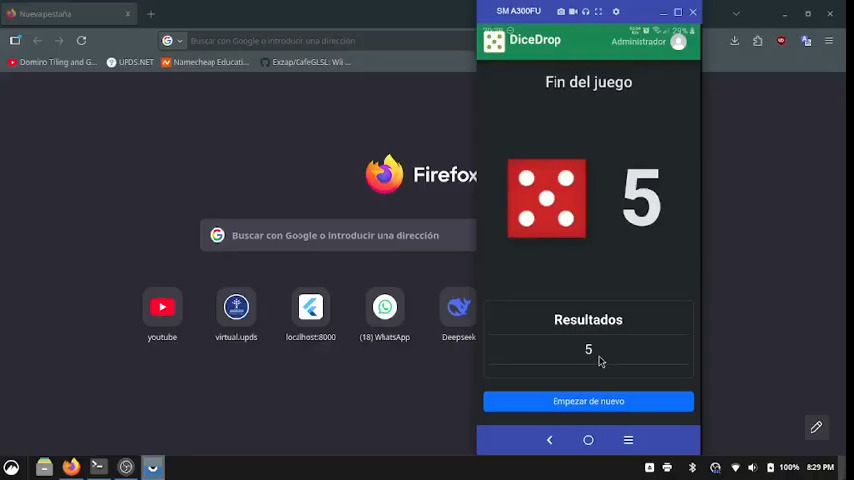 Nueva pestaña
Buscar con Google o introducir una dirección
Domino Tiling and G...
UPDS.NET
Namecheap Educati...
Exzap/CafeGLSL: Wii ...
Firefox
Buscar con Google o introducir una dirección
youtube
virtual.upds
localhost:8000
(18) WhatsApp
Deepseek
SM A300FU
29%
DiceDrop
Administrador
Fin del juego
5
Resultados
5
Empezar de nuevo
100%
8:29 PM